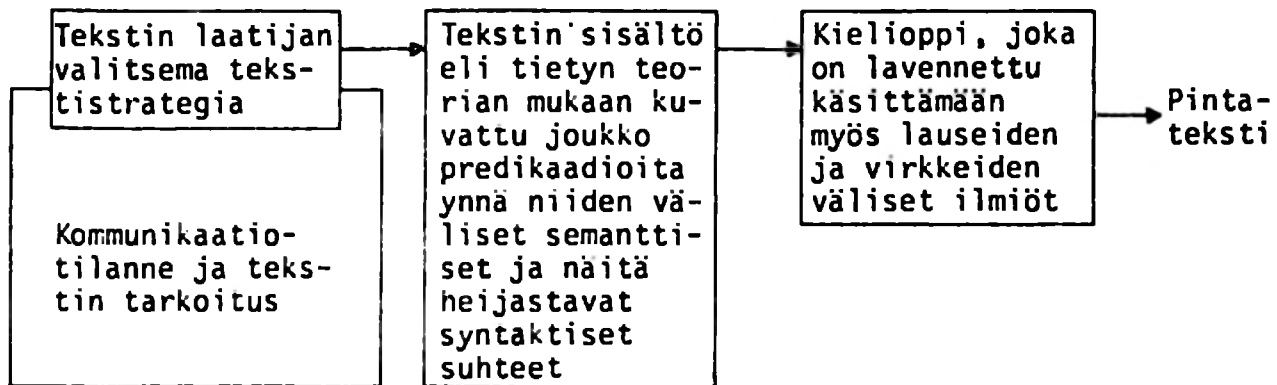 Tekstin laatijan
valitsema teks-
tistrategia
Kommunikaatio-
tilanne ja teks-
tin tarkoitus
Tekstin sisältö
eli tietyn teo-
rian mukaan ku-
vattu joukko
predikaadioita
ynnä niiden vä-
liset semantti-
set ja näitä
heijastavat
syntaktiset
suhteet
Kielioppi, joka
on lavennettu
käsittämään
myös lauseiden
ja virkkeiden
väliset ilmiöt
Pinta-
teksti